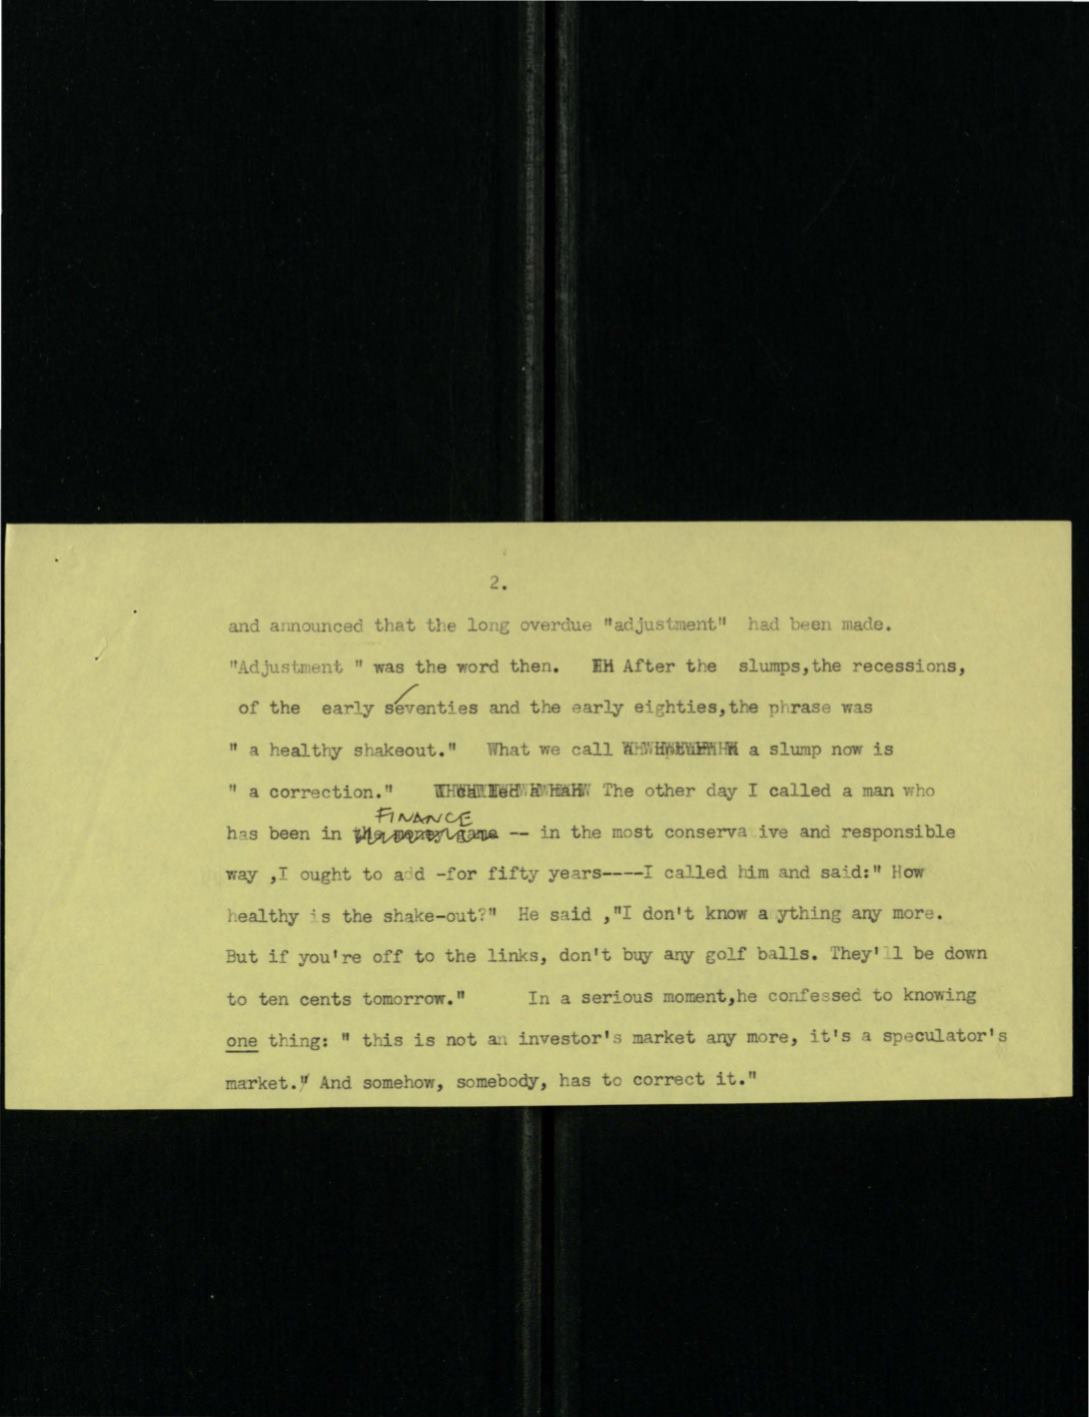 2.
and announced that the long overdue "adjustment" had been made.
"Adjustment " was the word then. EH After the slumps,the recessions,
of the early seventies and the early eighties,the phrase was
" a healthy shakeout." What we call a slump now is
" a correction." The other day I called a man who
FINANCE
has been in the money game -- in the most conserva ive and responsible
way ,I ought to add -for fifty years----I called him and said:" How
healthy is the shake-out?" He said ,"I don't know a ything any more.
But if you're off to the links, don't buy any golf balls. They'll be down
to ten cents tomorrow." In a serious moment,he confessed to knowing
one thing: " this is not an investor's market any more, it's a speculator's
market." And somehow, somebody, has to correct it."